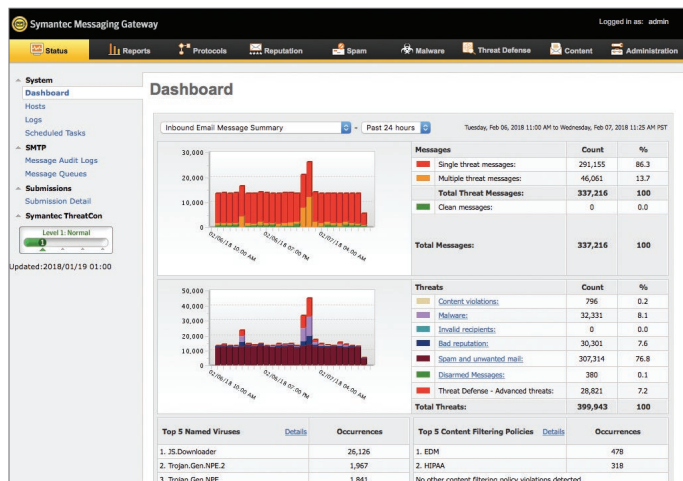 Symantec Messaging Gateway
Logged in as: admin
Status Reports Protocols Reputation Spam Malware Threat Defense Content Administration
System
Dashboard
Hosts
Logs
Scheduled Tasks
SMTP
Message Audit Logs
Message Queues
Submissions
Submission Detail
Symantec ThreatCon
Level 1: Normal
1
Updated:2018/01/19 01:00
Dashboard
Inbound Email Message Summary - Past 24 hours Tuesday, Feb 06, 2018 11:00 AM to Wednesday, Feb 07, 2018 11:25 AM PST
30,000
20,000
10,000
0
02/06/18 10:00 AM 02/06/18 07:00 PM 02/07/18 04:00 AM
Messages Count %
Single threat messages: 291,155 86.3
Multiple threat messages: 46,061 13.7
Total Threat Messages: 337,216 100
Clean messages: 0 0.0
Total Messages: 337,216 100
50,000
40,000
30,000
20,000
10,000
0
02/06/18 10:00 AM 02/06/18 07:00 PM 02/07/18 04:00 AM
Threats Count %
Content violations: 796 0.2
Malware: 32,331 8.1
Invalid recipients: 0 0.0
Bad reputation: 30,301 7.6
Spam and unwanted mail: 307,314 76.8
Disarmed Messages: 380 0.1
Threat Defense - Advanced threats: 28,821 7.2
Total Threats: 399,943 100
Top 5 Named Viruses Details Occurrences
1. JS.Downloader 26,126
2. Trojan.Gen.NPE.2 1,967
3. Trojan.Gen.NPE 1,841
Top 5 Content Filtering Policies Details Occurrences
1. EDM 478
2. HIPAA 318
No other content filtering policy violations detected